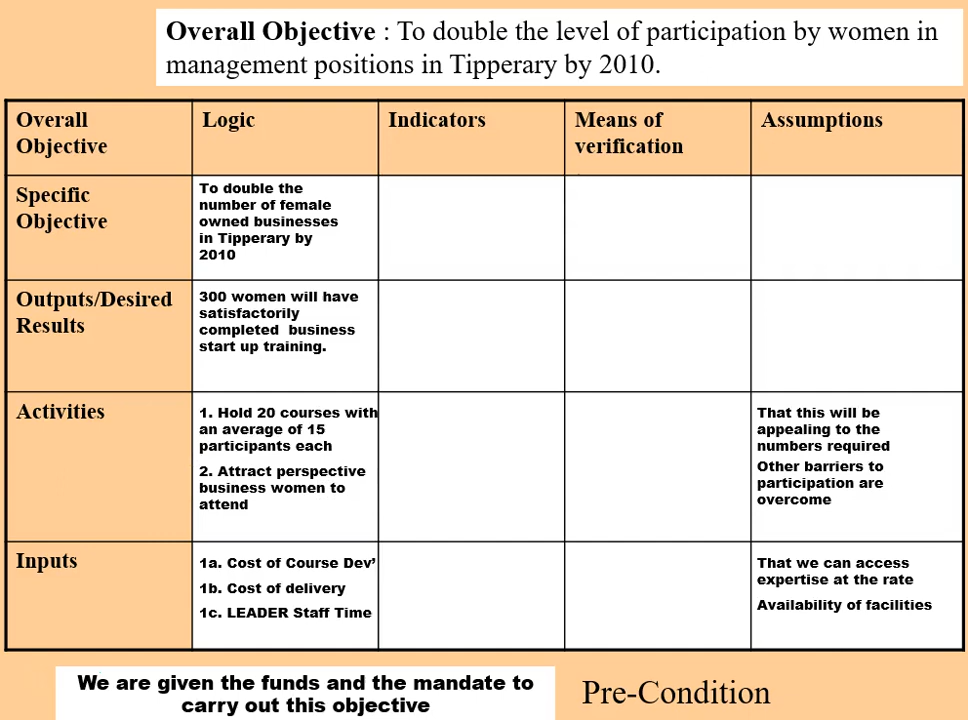 Overall Objective : To double the level of participation by women in
management positions in Tipperary by 2010.
Overall
Objective
Logic
Indicators
Means of
verification
Assumptions
Specific
Objective
To double the
number of female
owned businesses
in Tipperary by
2010
Outputs/Desired
Results
300 women will have
satisfactorily
completed business
start up training.
Activities
1. Hold 20 courses with
an average of 15
participants each
2. Attract perspective
business women to
attend
That this will be
appealing to the
numbers required
Other barriers to
participation are
overcome
Inputs
1a. Cost of Course Dev’
1b. Cost of delivery
1c. LEADER Staff Time
That we can access
expertise at the rate
Availability of facilities
We are given the funds and the mandate to
carry out this objective
Pre-Condition